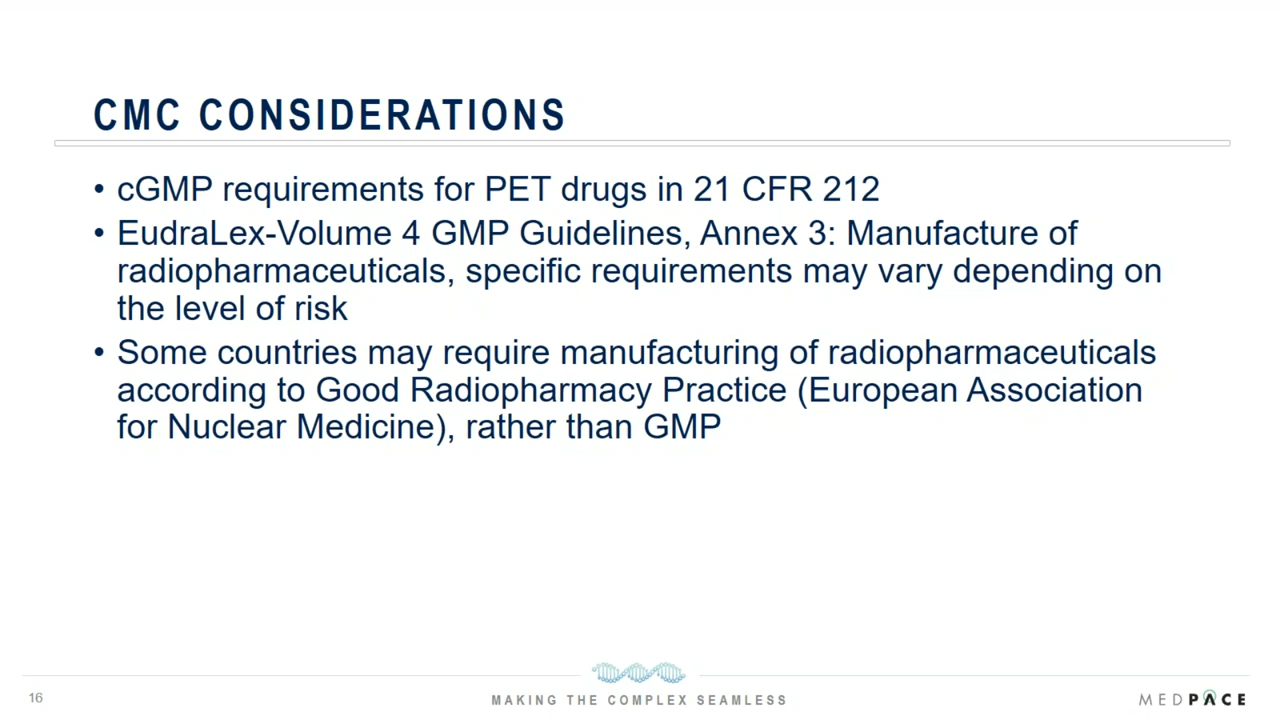 CMC CONSIDERATIONS
• cGMP requirements for PET drugs in 21 CFR 212
• EudraLex-Volume 4 GMP Guidelines, Annex 3: Manufacture of
radiopharmaceuticals, specific requirements may vary depending on
the level of risk
• Some countries may require manufacturing of radiopharmaceuticals
according to Good Radiopharmacy Practice (European Association
for Nuclear Medicine), rather than GMP
16
MAKING THE COMPLEX SEAMLESS
MEDPACE